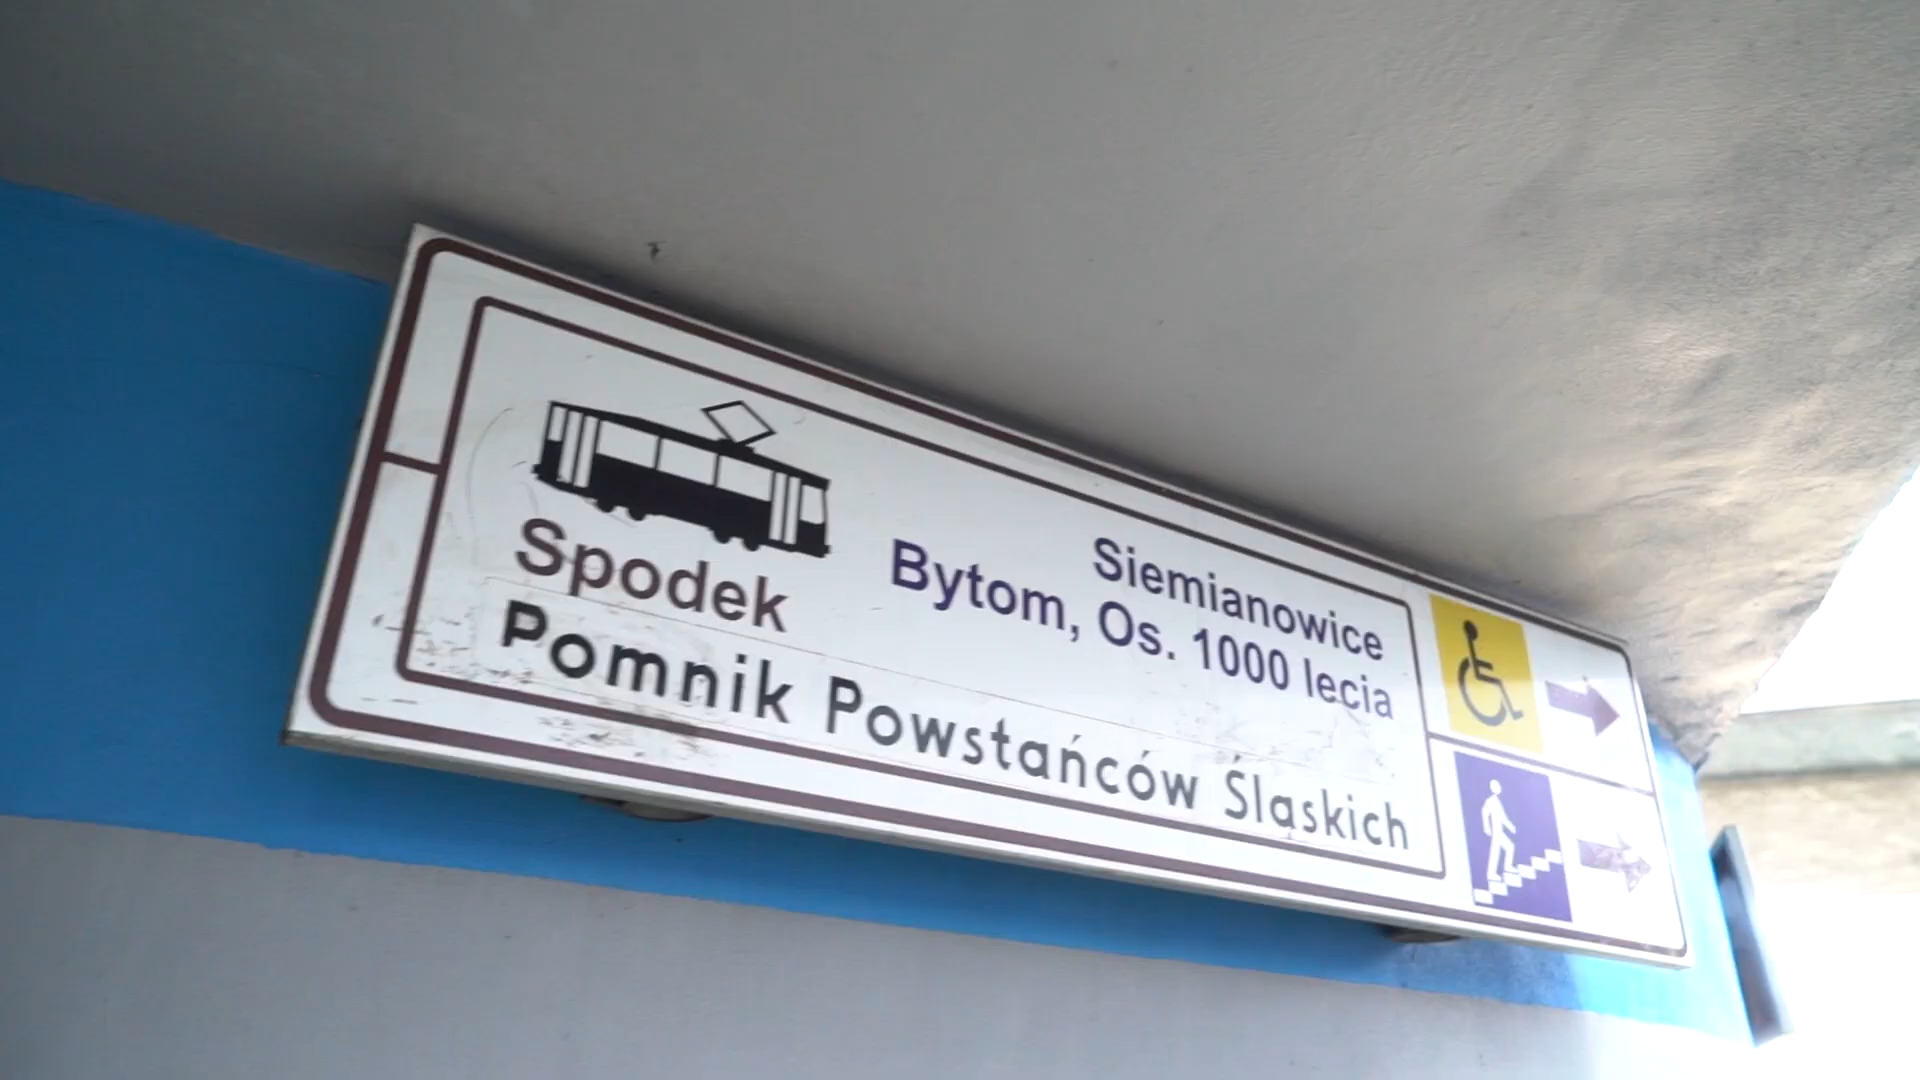 Spodek
Siemianowice
Bytom, Os. 1000 lecia
Pomnik Powstańców Śląskich